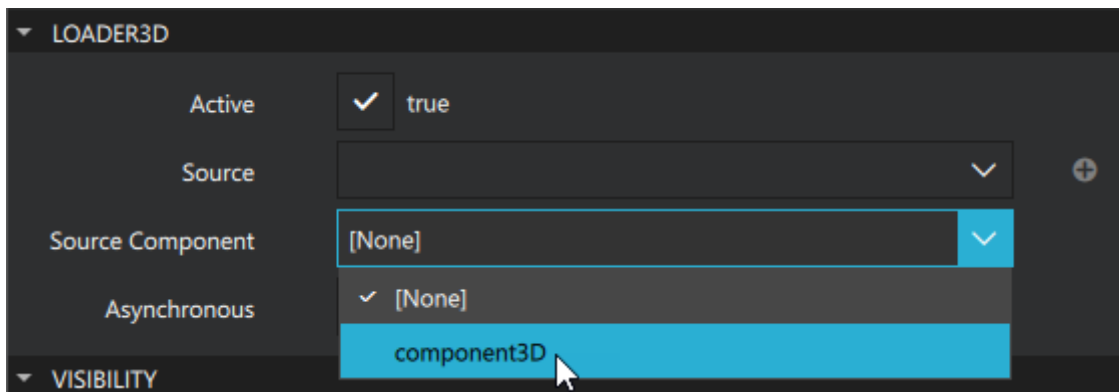 LOADER3D
Active true
Source
Source Component [None]
[None]
Asynchronous
component3D
VISIBILITY